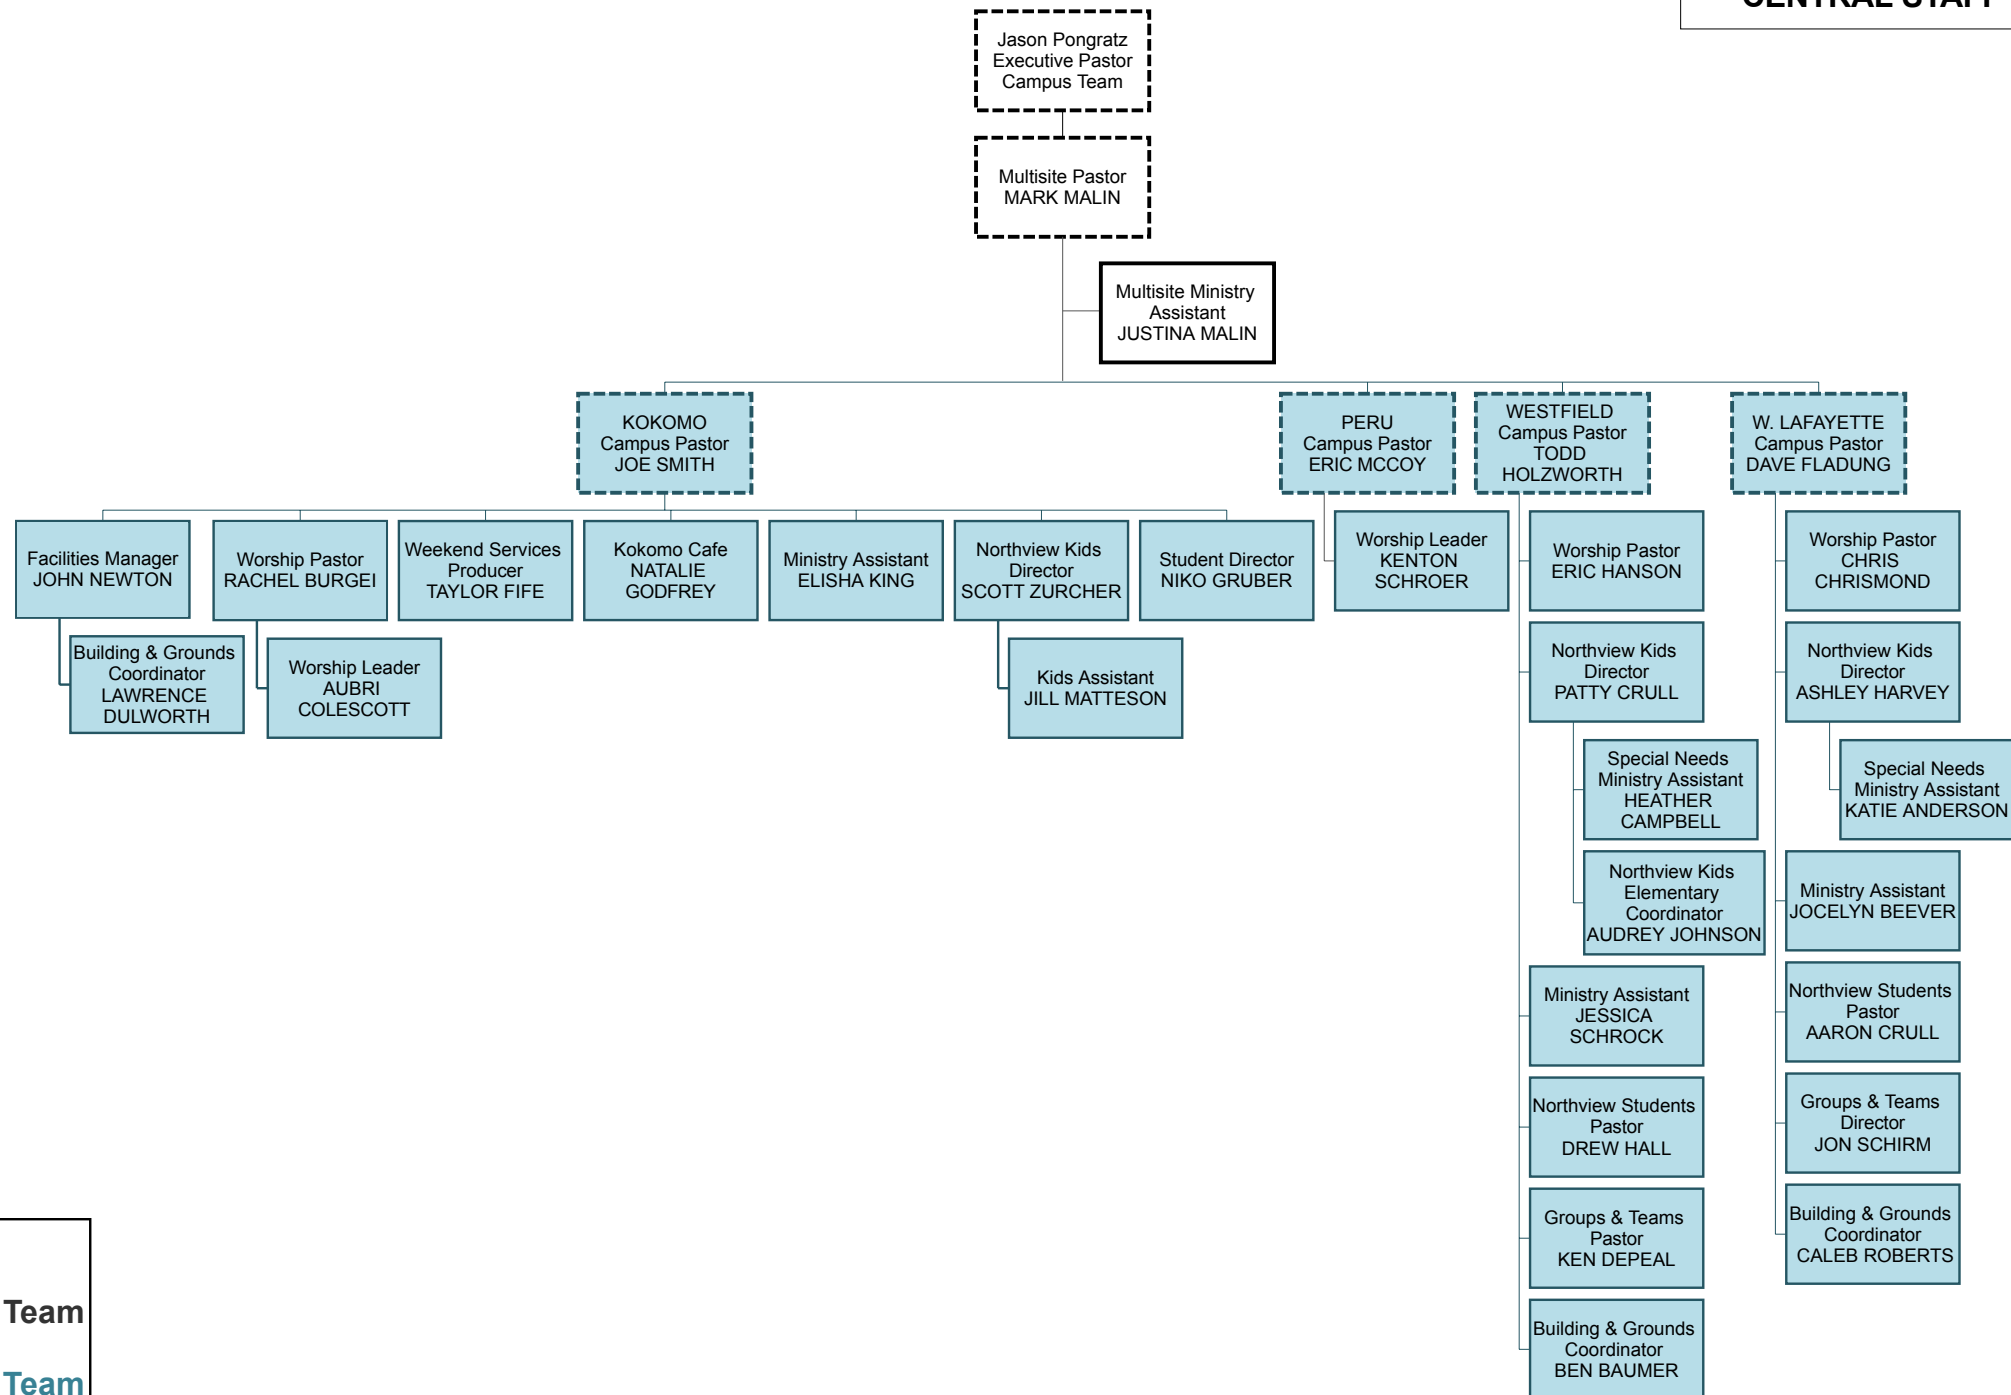 CENTRAL STAFF
Jason Pongratz
Executive Pastor
Campus Team
Multisite Pastor
MARK MALIN
Multisite Ministry
Assistant
JUSTINA MALIN
KOKOMO
Campus Pastor
JOE SMITH
PERU
Campus Pastor
ERIC MCCOY
WESTFIELD
Campus Pastor
TODD
HOLZWORTH
W. LAFAYETTE
Campus Pastor
DAVE FLADUNG
Facilities Manager
JOHN NEWTON
Worship Pastor
RACHEL BURGEI
Weekend Services
Producer
TAYLOR FIFE
Kokomo Cafe
NATALIE
GODFREY
Ministry Assistant
ELISHA KING
Northview Kids
Director
SCOTT ZURCHER
Student Director
NIKO GRUBER
Building & Grounds
Coordinator
LAWRENCE
DULWORTH
Worship Leader
AUBRI
COLESCOTT
Kids Assistant
JILL MATTESON
Worship Leader
KENTON
SCHROER
Worship Pastor
ERIC HANSON
Northview Kids
Director
PATTY CRULL
Special Needs
Ministry Assistant
HEATHER
CAMPBELL
Northview Kids
Elementary
Coordinator
AUDREY JOHNSON
Ministry Assistant
JESSICA
SCHROCK
Northview Students
Pastor
DREW HALL
Groups & Teams
Pastor
KEN DEPEAL
Building & Grounds
Coordinator
BEN BAUMER
Worship Pastor
CHRIS
CHRISMOND
Northview Kids
Director
ASHLEY HARVEY
Special Needs
Ministry Assistant
KATIE ANDERSON
Ministry Assistant
JOCELYN BEEVER
Northview Students
Pastor
AARON CRULL
Groups & Teams
Director
JON SCHIRM
Building & Grounds
Coordinator
CALEB ROBERTS
Team
Team